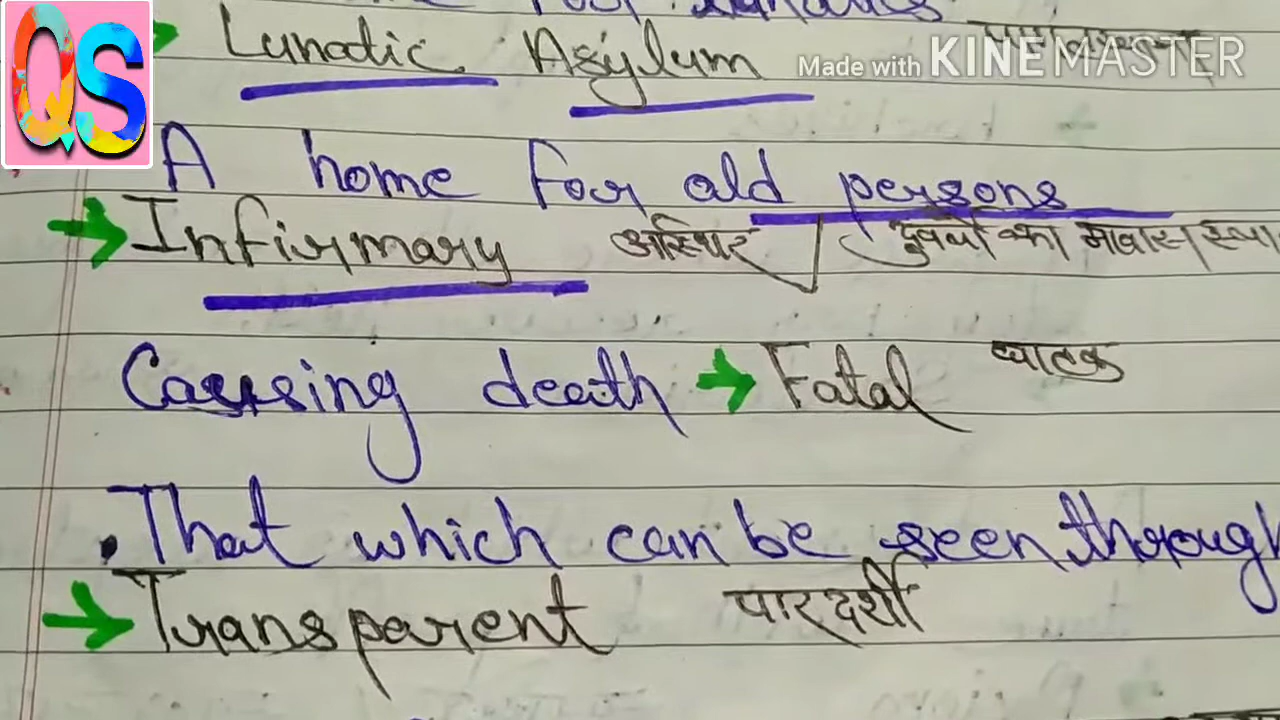 QS
Made with KINEMASTER
Lunatic Asylum
A home for old persons
Infirmary अस्थिर
Causing death → Fatal घातक
That which can be seen through
→ Transparent पारदर्शी